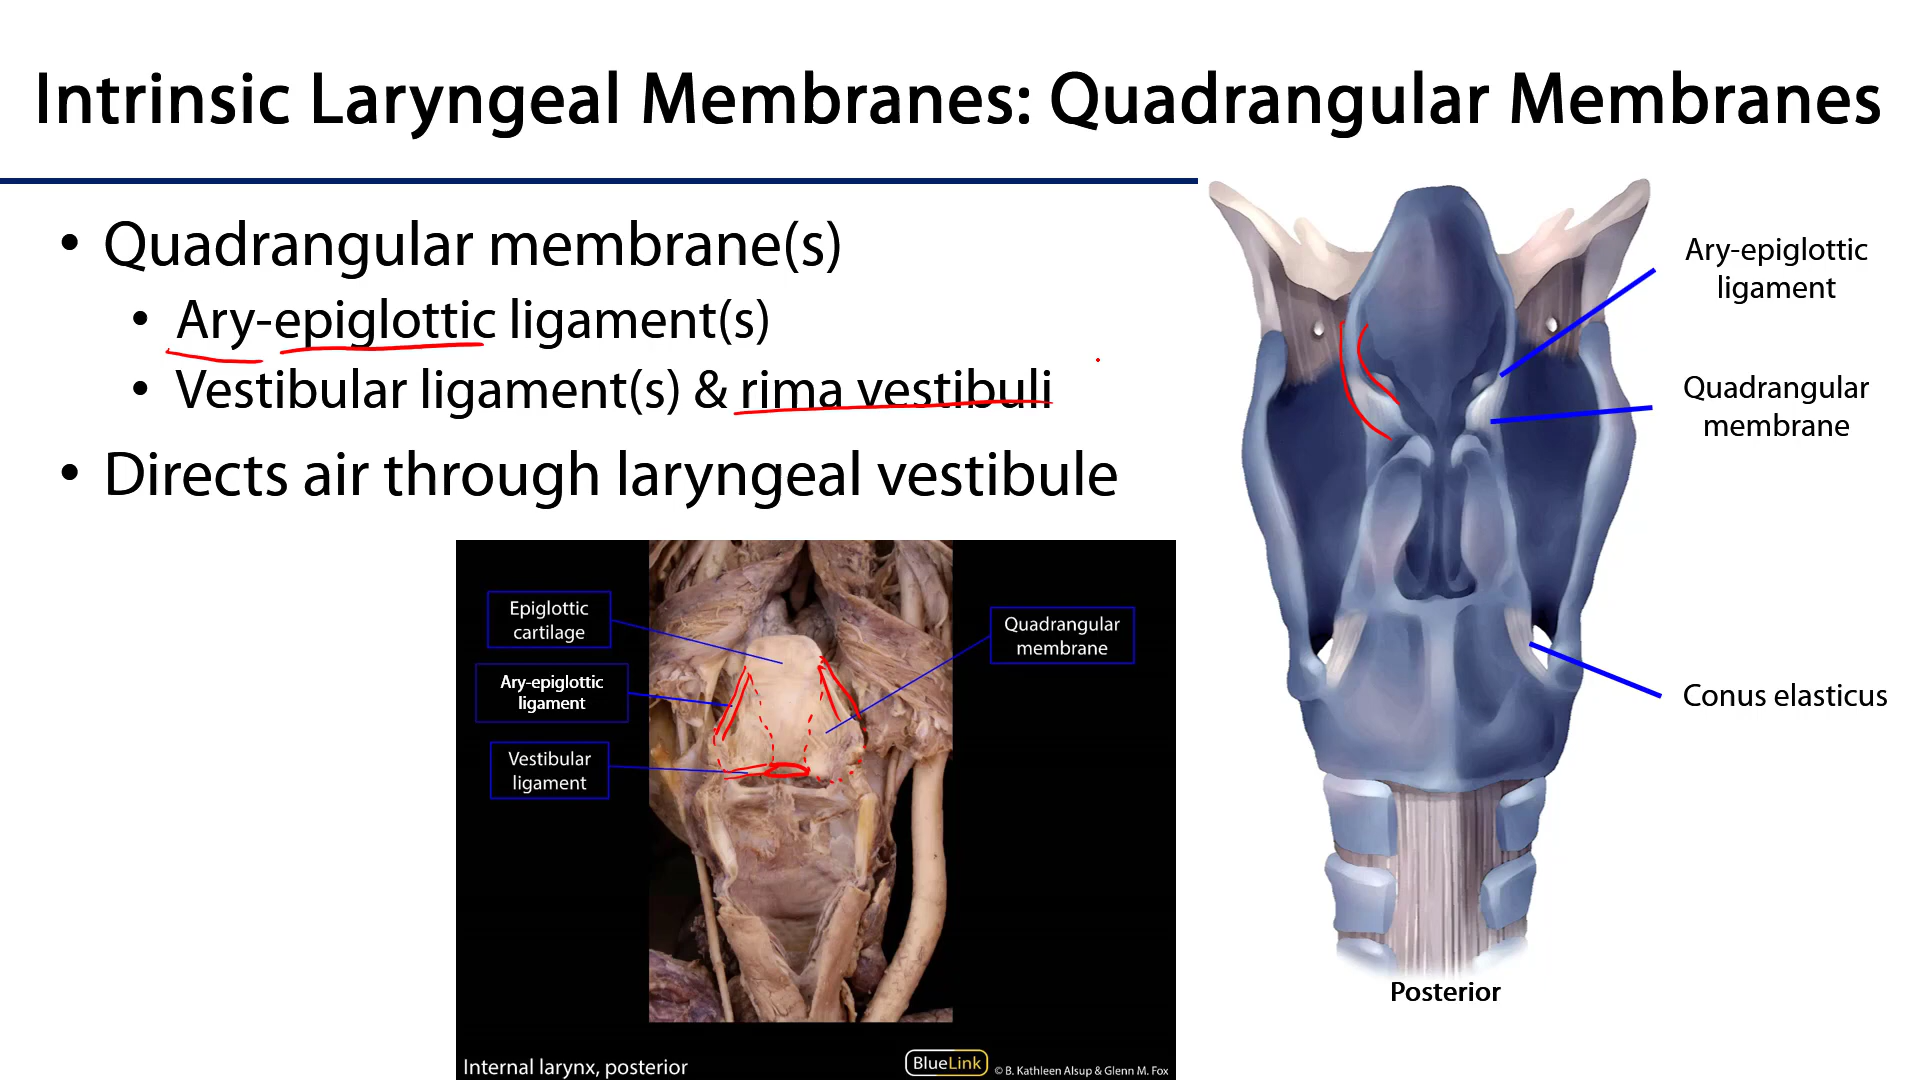 Intrinsic Laryngeal Membranes: Quadrangular Membranes
• Quadrangular membrane(s)
• Ary-epiglottic ligament(s)
• Vestibular ligament(s) & rima vestibuli
• Directs air through laryngeal vestibule
Ary-epiglottic
ligament
Quadrangular
membrane
Conus elasticus
Posterior
Epiglottic
cartilage
Ary-epiglottic
ligament
Vestibular
ligament
Quadrangular
membrane
Internal larynx, posterior
BlueLink
© B. Kathleen Alsup & Glenn M. Fox